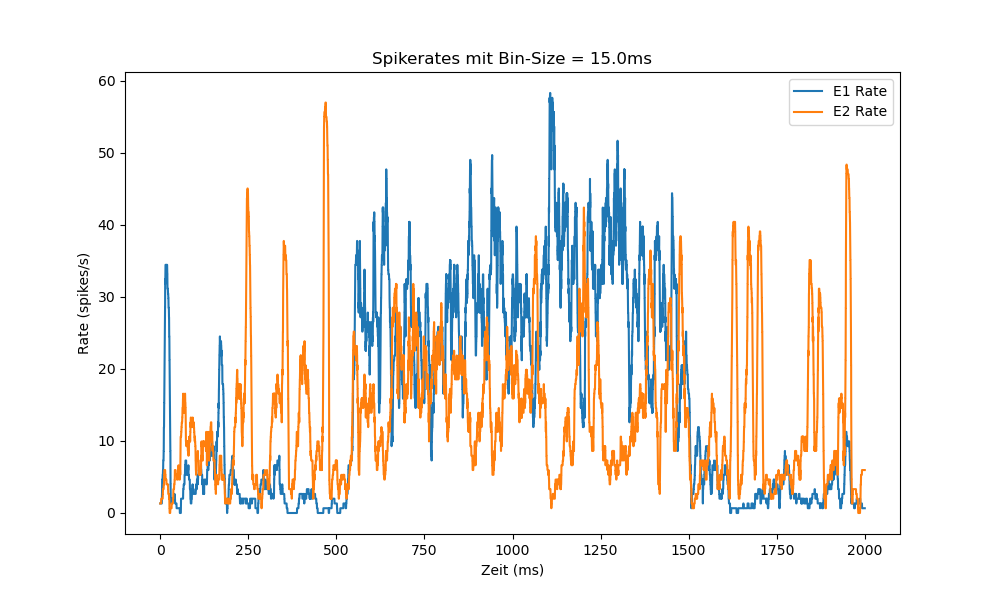 Spikerates mit Bin-Size = 15.0ms
E1 Rate
E2 Rate
60
50
40
30
20
10
0
Rate (spikes/s)
0 250 500 750 1000 1250 1500 1750 2000
Zeit (ms)